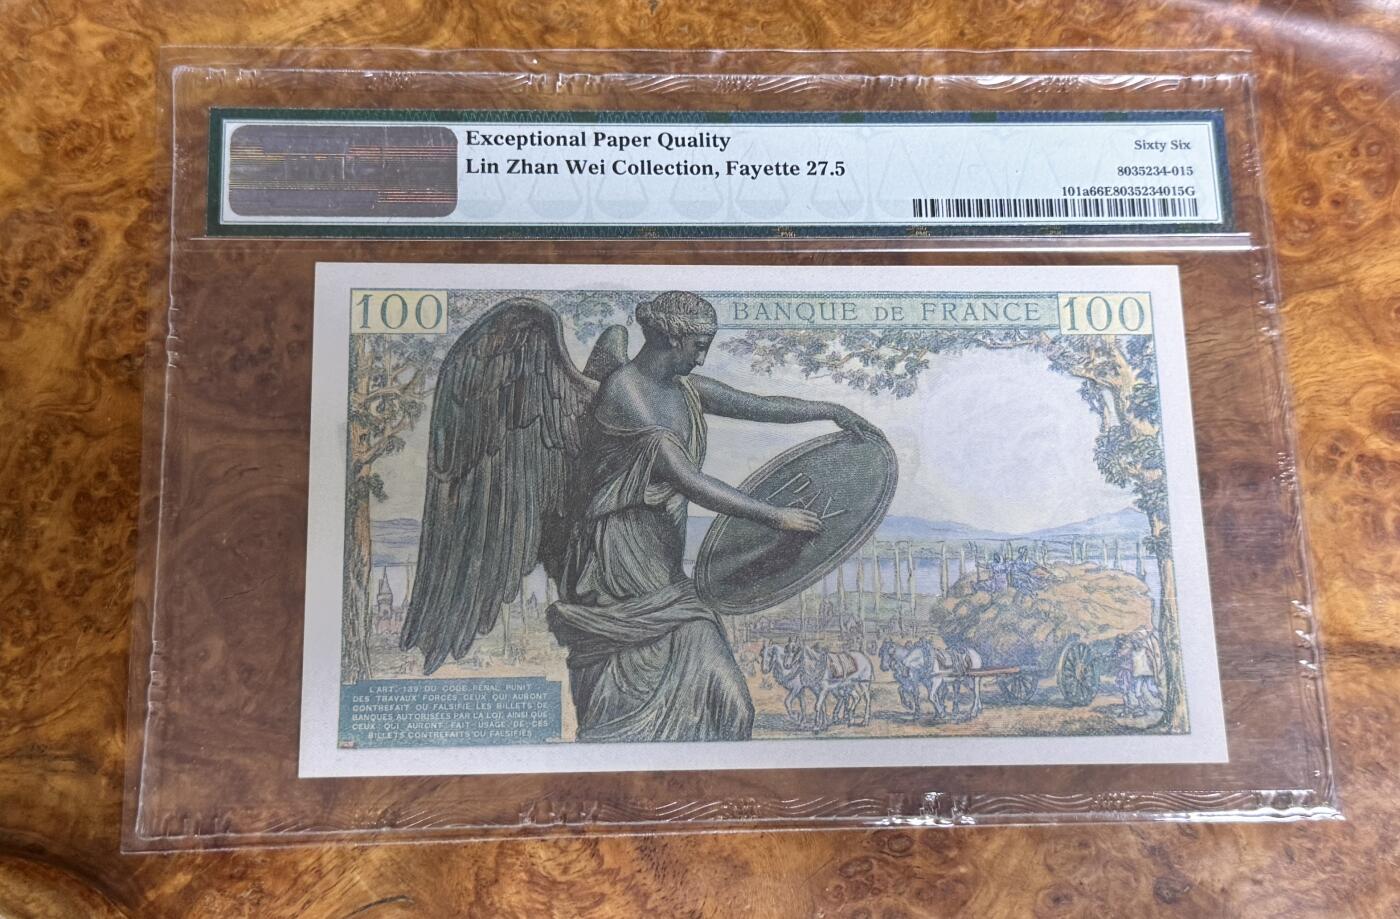 Exceptional Paper Quality
Lin Zhan Wei Collection, Fayette 27.5
Sixty Six
8035234-015
101a66E8035234015G
100
BANQUE DE FRANCE
100
PAX
L'ART. 139 DU CODE PÉNAL PUNIT
DES TRAVAUX FORCÉS CEUX QUI AURONT
CONTREFAIT OU FALSIFIÉ LES BILLETS DE
BANQUES AUTORISÉES PAR LA LOI, AINSI QUE
CEUX QUI AURONT FAIT USAGE DE CES
BILLETS CONTREFAITS OU FALSIFIÉS